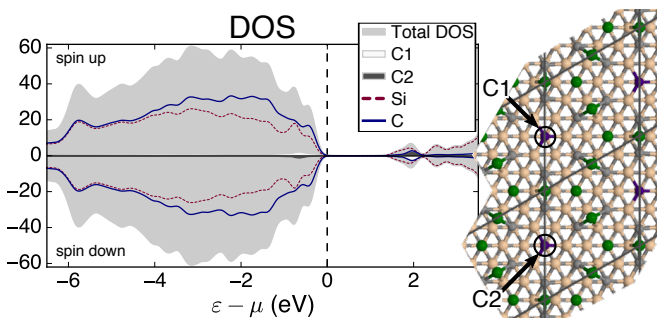 DOS
spin up
spin down
60
40
20
0
−20
−40
−60
−6
−4
−2
0
2
ε − μ (eV)
Total DOS
C1
C2
Si
C
C1
C2